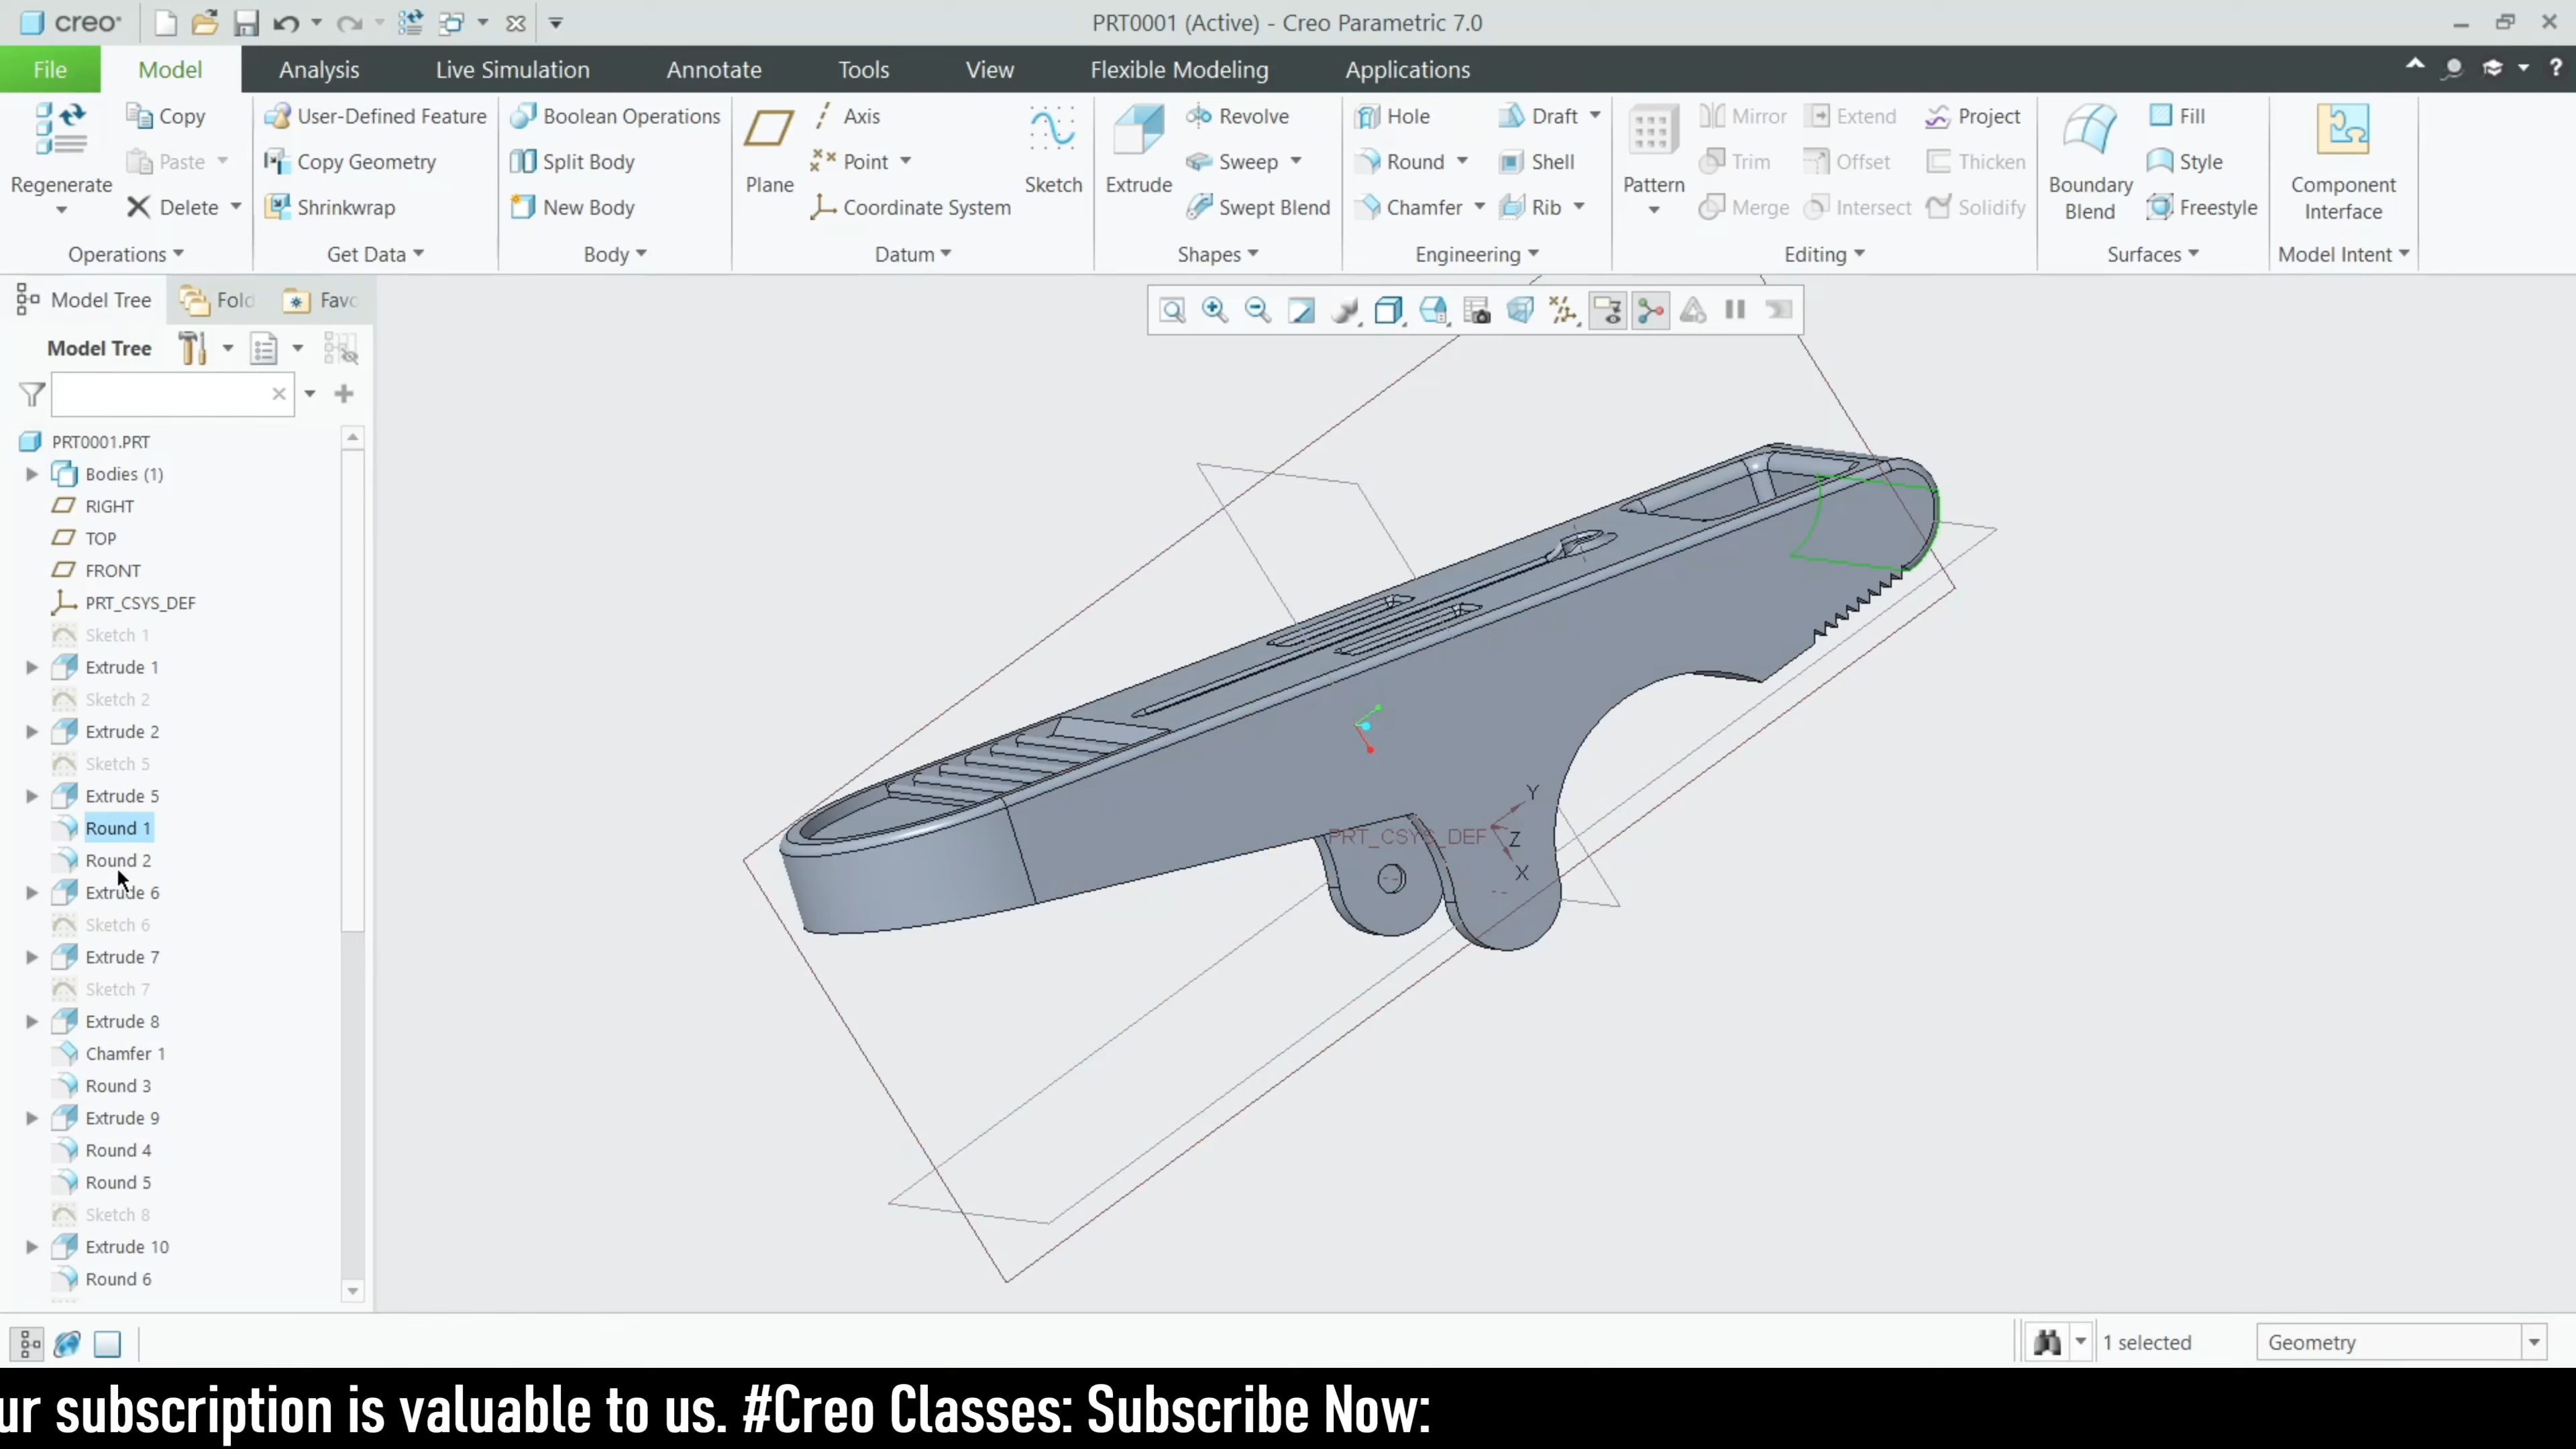 creo
PRT0001 (Active) - Creo Parametric 7.0
File Model Analysis Live Simulation Annotate Tools View Flexible Modeling Applications
Regenerate
Copy
Paste
Delete
Operations
User-Defined Feature
Copy Geometry
Shrinkwrap
Get Data
Boolean Operations
Split Body
New Body
Body
Plane
Axis
Point
Coordinate System
Sketch
Datum
Extrude
Revolve
Sweep
Swept Blend
Shapes
Hole
Round
Chamfer
Draft
Shell
Rib
Engineering
Pattern
Mirror
Trim
Merge
Extend
Offset
Intersect
Project
Thicken
Solidify
Editing
Boundary
Blend
Fill
Style
Freestyle
Surfaces
Component
Interface
Model Intent
Model Tree Fold Favo
Model Tree
PRT0001.PRT
Bodies (1)
RIGHT
TOP
FRONT
PRT_CSYS_DEF
Sketch 1
Extrude 1
Sketch 2
Extrude 2
Sketch 5
Extrude 5
Round 1
Round 2
Extrude 6
Sketch 6
Extrude 7
Sketch 7
Extrude 8
Chamfer 1
Round 3
Extrude 9
Round 4
Round 5
Sketch 8
Extrude 10
Round 6
Y
PRT_CSYS_DEF
Z
X
1 selected
Geometry
ur subscription is valuable to us. #Creo Classes: Subscribe Now: